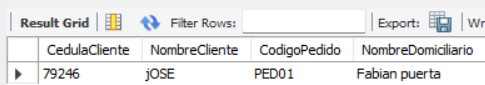 Result Grid Filter Rows: Export: Wr
CedulaCliente NombreCliente CodigoPedido NombreDomiciliario
79246 jOSE PED01 Fabian puerta